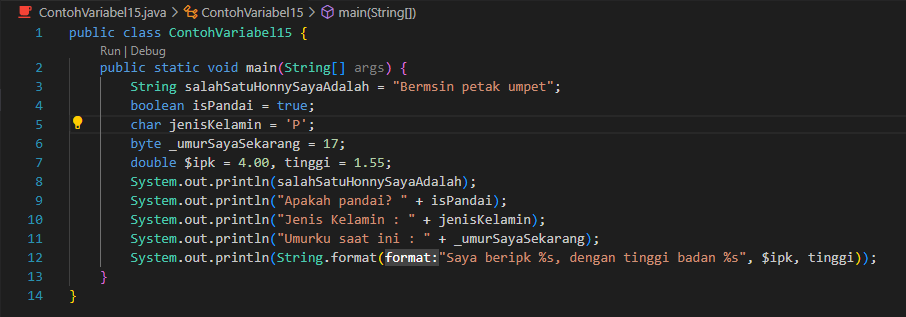 ContohVariabel15.java > ContohVariabel15 > main(String[])
1 public class ContohVariabel15 {
Run | Debug
2 public static void main(String[] args) {
3 String salahSatuHonnySayaAdalah = "Bermsin petak umpet";
4 boolean isPandai = true;
5 char jenisKelamin = 'P';
6 byte _umurSayaSekarang = 17;
7 double $ipk = 4.00, tinggi = 1.55;
8 System.out.println(salahSatuHonnySayaAdalah);
9 System.out.println("Apakah pandai? " + isPandai);
10 System.out.println("Jenis Kelamin : " + jenisKelamin);
11 System.out.println("Umurku saat ini : " + _umurSayaSekarang);
12 System.out.println(String.format(format:"Saya beripk %s, dengan tinggi badan %s", $ipk, tinggi));
13 }
14 }